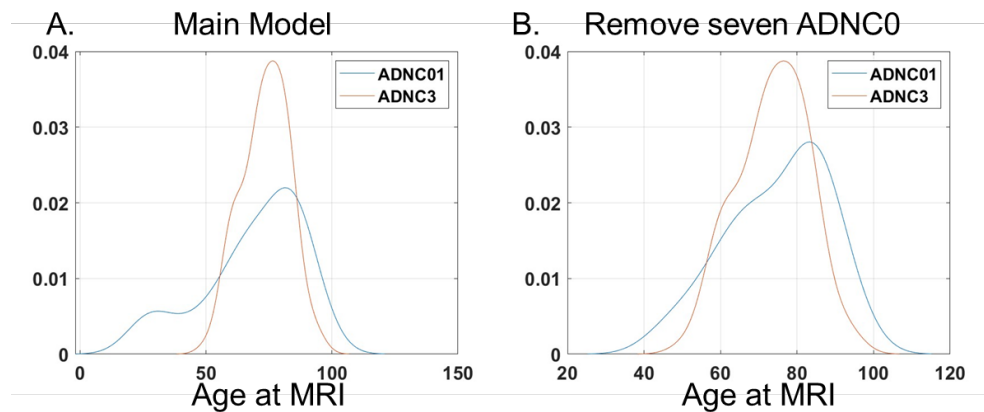 A. Main Model
0.04
0.03
0.02
0.01
0
0 50 100 150
Age at MRI
ADNC01
ADNC3
B. Remove seven ADNC0
0.04
0.03
0.02
0.01
0
20 40 60 80 100 120
Age at MRI
ADNC01
ADNC3